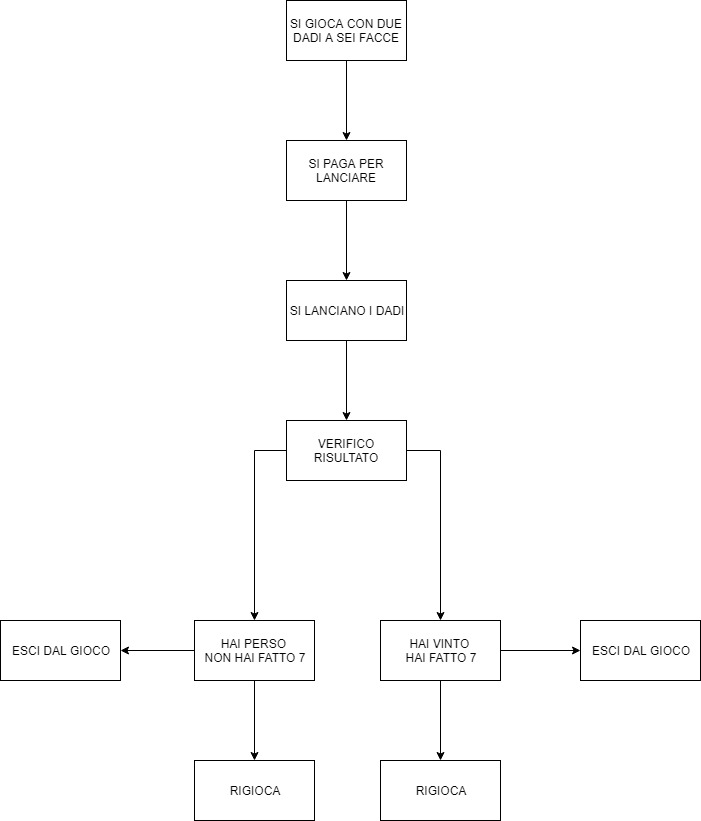 SI GIOCA CON DUE
DADI A SEI FACCE
SI PAGA PER
LANCIARE
SI LANCIANO I DADI
VERIFICO
RISULTATO
ESCI DAL GIOCO
HAI PERSO
NON HAI FATTO 7
HAI VINTO
HAI FATTO 7
ESCI DAL GIOCO
RIGIOCA
RIGIOCA